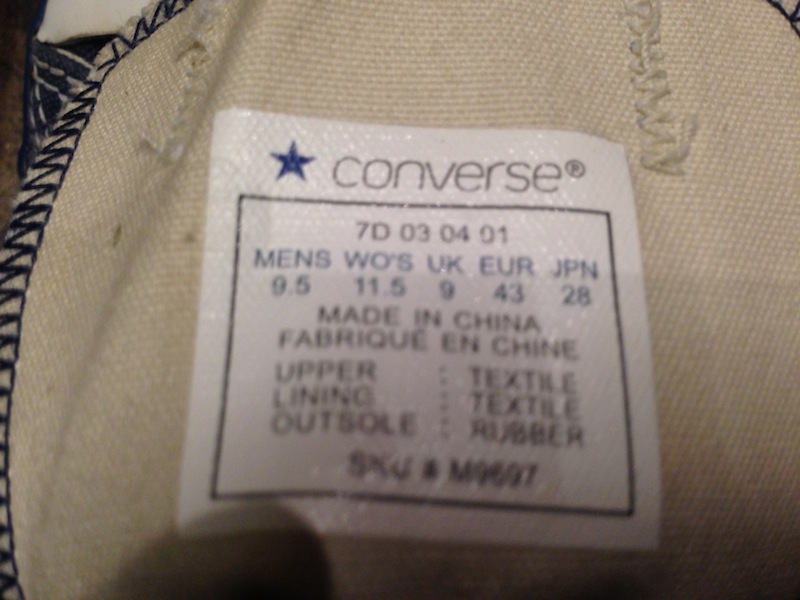 converse®
7D 03 04 01
MENS WO'S UK EUR JPN
9.5 11.5 9 43 28
MADE IN CHINA
FABRIQUE EN CHINE
UPPER : TEXTILE
LINING : TEXTILE
OUTSOLE : RUBBER
SKU # M9697